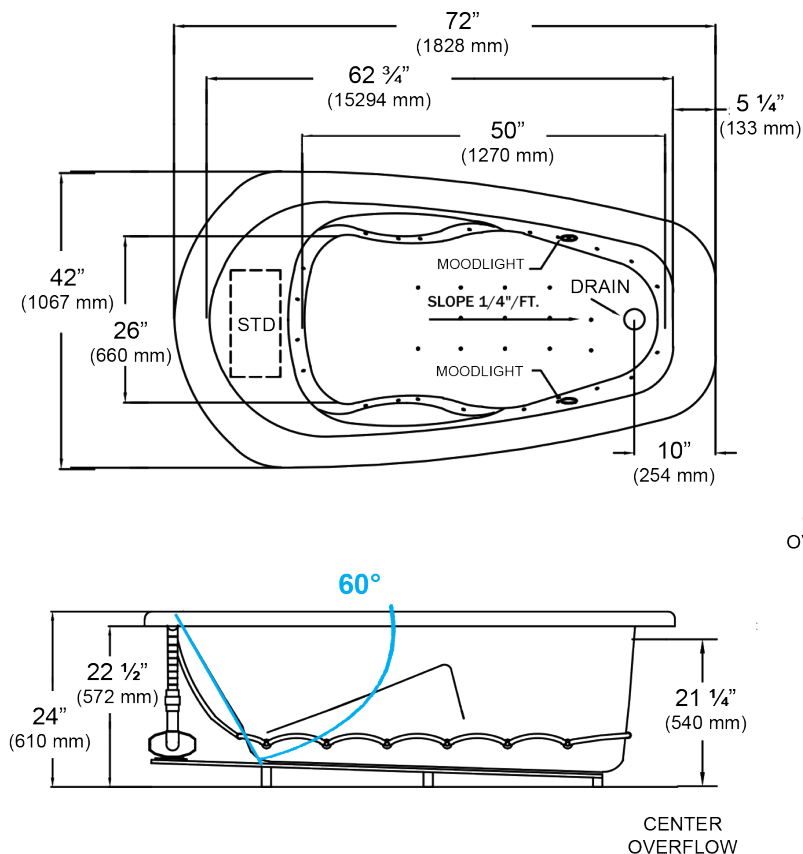 72”
(1828 mm)
62 ¾”
(15294 mm)
5 ¼”
(133 mm)
50”
(1270 mm)
MOODLIGHT
42”
(1067 mm)
DRAIN
SLOPE 1/4"/FT.
STD
26”
(660 mm)
MOODLIGHT
10”
(254 mm)
60°
22 ½”
(572 mm)
21 ¼”
(540 mm)
24”
(610 mm)
CENTER
OVERFLOW